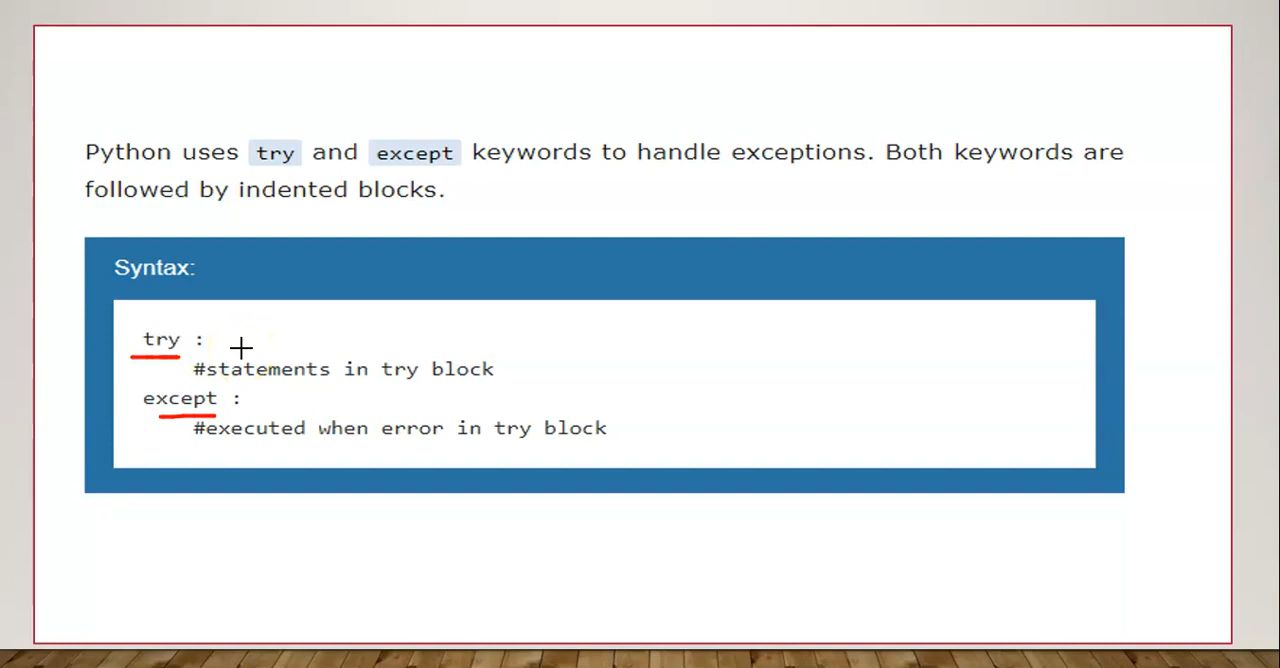 Python uses try and except keywords to handle exceptions. Both keywords are
followed by indented blocks.
Syntax:
try :
#statements in try block
except :
#executed when error in try block